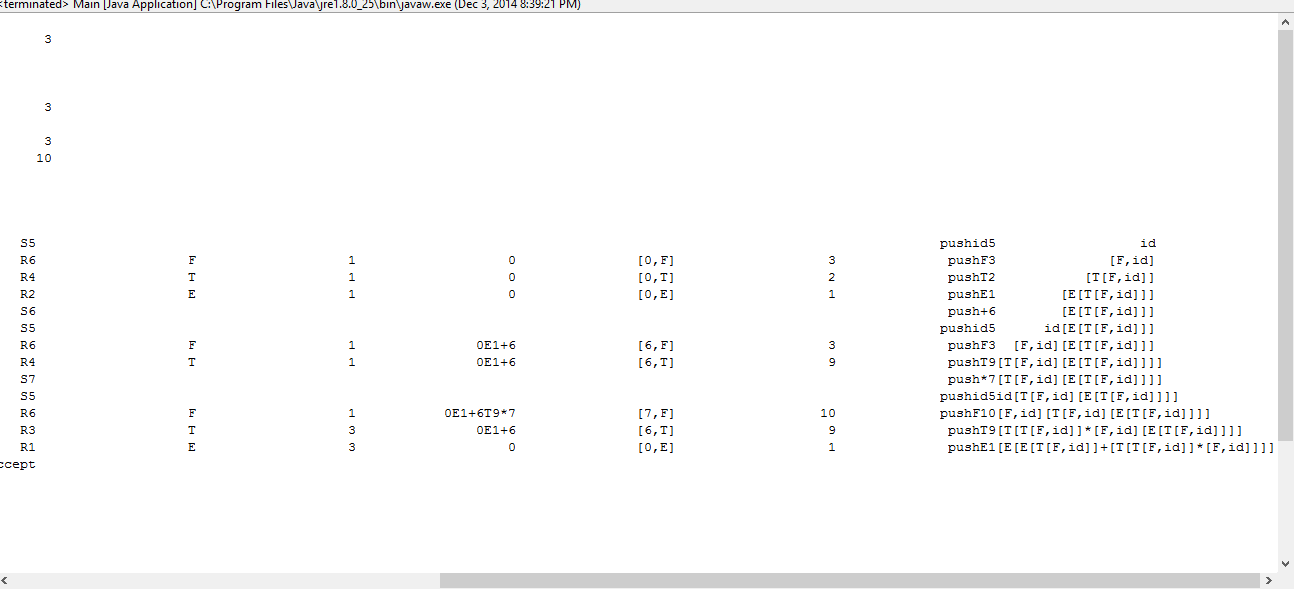 <terminated> Main [Java Application] C:\Program Files\Java\jre1.8.0_25\bin\javaw.exe (Dec 3, 2014 8:39:21 PM)
3
3
3
10
S5 pushid5 id
R6 F 1 0 [0,F] 3 pushF3 [F,id]
R4 T 1 0 [0,T] 2 pushT2 [T[F,id]]
R2 E 1 0 [0,E] 1 pushE1 [E[T[F,id]]]
S6 push+6 [E[T[F,id]]]
S5 pushid5 id[E[T[F,id]]]
R6 F 1 0E1+6 [6,F] 3 pushF3 [F,id][E[T[F,id]]]
R4 T 1 0E1+6 [6,T] 9 pushT9[T[F,id][E[T[F,id]]]]
S7 push*7[T[F,id][E[T[F,id]]]]
S5 pushid5id[T[F,id][E[T[F,id]]]]
R6 F 1 0E1+6T9*7 [7,F] 10 pushF10[F,id][T[F,id][E[T[F,id]]]]
R3 T 3 0E1+6 [6,T] 9 pushT9[T[T[F,id]]*[F,id][E[T[F,id]]]]
R1 E 3 0 [0,E] 1 pushE1[E[E[T[F,id]]+[T[T[F,id]]*[F,id]]]]
ccept